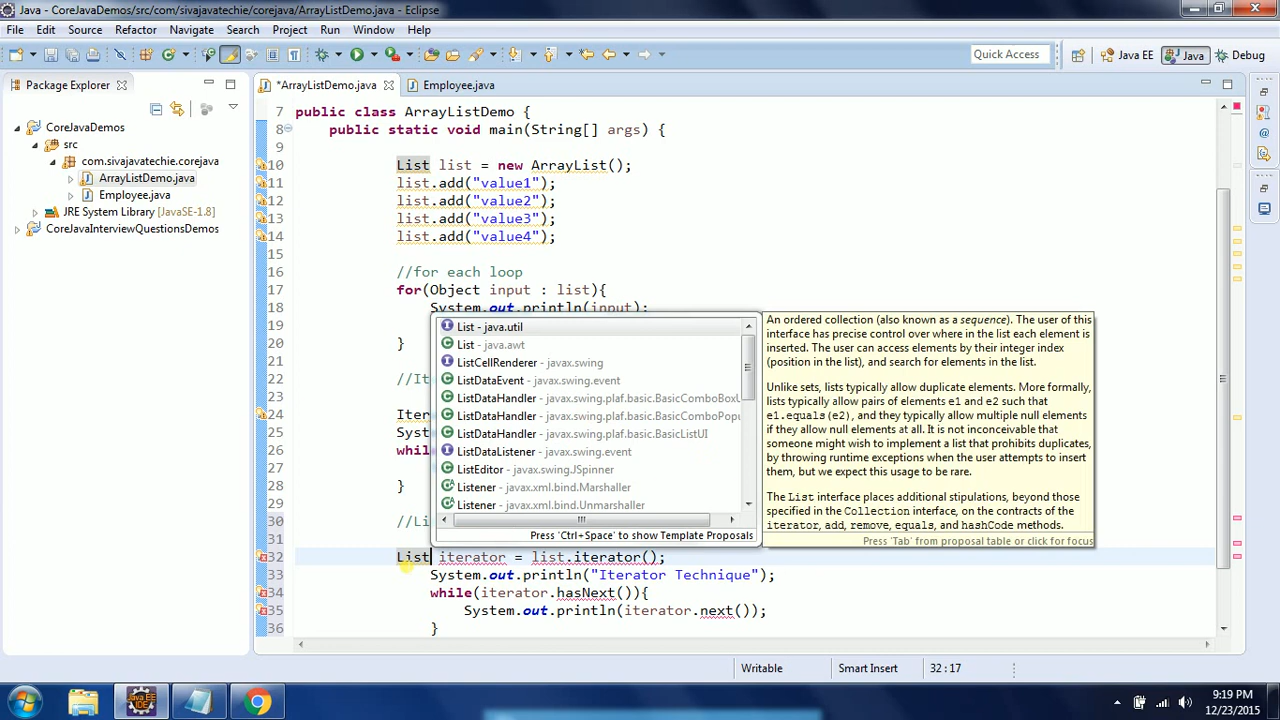 Java - CoreJavaDemos/src/com/sivajavatechie/corejava/ArrayListDemo.java - Eclipse
File Edit Source Refactor Navigate Search Project Run Window Help
Quick Access Java EE Java Debug
Package Explorer
*ArrayListDemo.java Employee.java
CoreJavaDemos
src
com.sivajavatechie.corejava
ArrayListDemo.java
Employee.java
JRE System Library [JavaSE-1.8]
CoreJavaInterviewQuestionsDemos
7 public class ArrayListDemo {
8 public static void main(String[] args) {
9
10 List list = new ArrayList();
11 list.add("value1");
12 list.add("value2");
13 list.add("value3");
14 list.add("value4");
15
16 //for each loop
17 for(Object input : list){
18 System.out.println(input);
19
20 }
21
22 //It
23
24 Iter
25 Syst
26 whil
27
28 }
29
30 //Li
31
32 List iterator = list.iterator();
33 System.out.println("Iterator Technique");
34 while(iterator.hasNext()){
35 System.out.println(iterator.next());
36 }
List - java.util
List - java.awt
ListCellRenderer - javax.swing
ListDataEvent - javax.swing.event
ListDataHandler - javax.swing.plaf.basic.BasicComboBoxU
ListDataHandler - javax.swing.plaf.basic.BasicComboPopu
ListDataHandler - javax.swing.plaf.basic.BasicListUI
ListDataListener - javax.swing.event
ListEditor - javax.swing.JSpinner
Listener - javax.xml.bind.Marshaller
Listener - javax.xml.bind.Unmarshaller
Press 'Ctrl+Space' to show Template Proposals
An ordered collection (also known as a sequence). The user of this
interface has precise control over where in the list each element is
inserted. The user can access elements by their integer index
(position in the list), and search for elements in the list.
Unlike sets, lists typically allow duplicate elements. More formally,
lists typically allow pairs of elements e1 and e2 such that
e1.equals(e2), and they typically allow multiple null elements
if they allow null elements at all. It is not inconceivable that
someone might wish to implement a list that prohibits duplicates,
by throwing runtime exceptions when the user attempts to insert
them, but we expect this usage to be rare.
The List interface places additional stipulations, beyond those
specified in the Collection interface, on the contracts of the
iterator, add, remove, equals, and hashCode methods.
Press 'Tab' from proposal table or click for focus
Writable Smart Insert 32 : 17
9:19 PM
12/23/2015